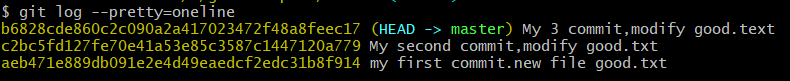 $ git log --pretty=oneline
b6828cde860c2c090a2a417023472f48a8feec17 (HEAD -> master) My 3 commit,modify good.text
c2bc5fd127fe70e41a53e85c3587c1447120a779 My second commit,modify good.txt
aeb471e889db091e2e4d49eaedcf2edc31b8f914 my first commit.new file good.txt